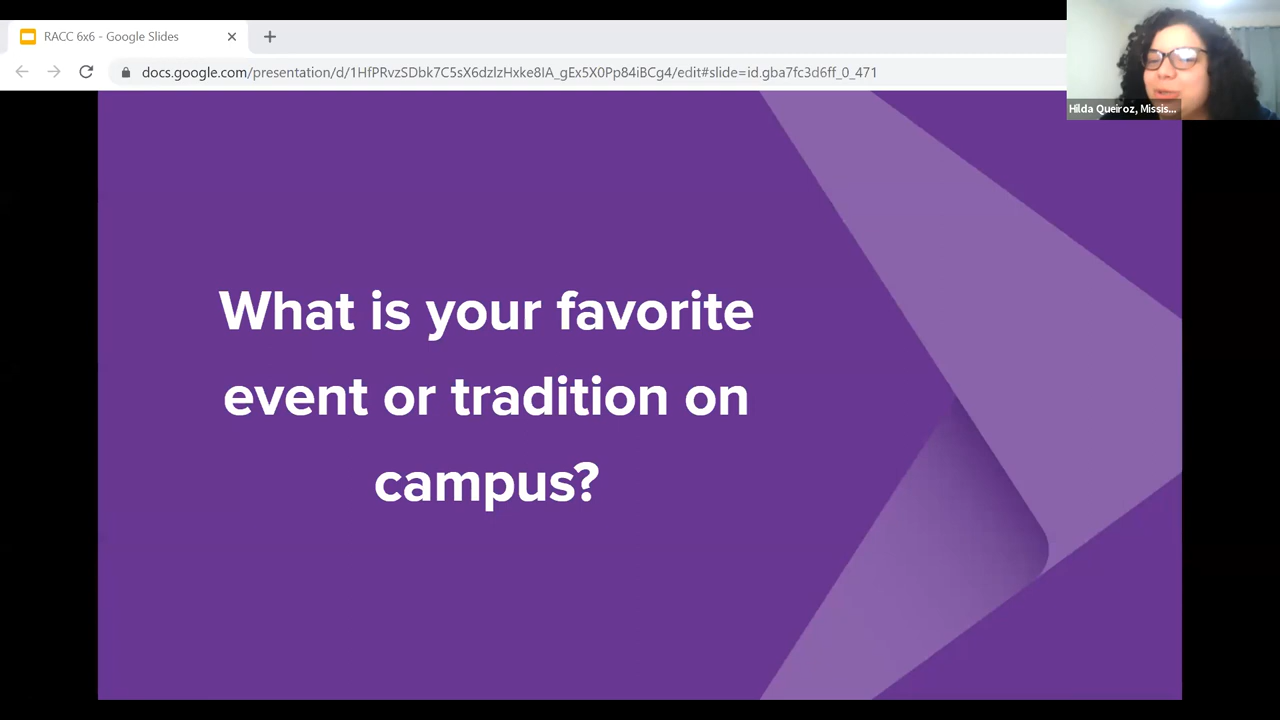 RACC 6x6 - Google Slides
docs.google.com/presentation/d/1HfPRvzSDbk7C5sX2UzlzHxke8IA_gEx5X0Pp84iBCg4/edit#slide=id.gba7fc3d6ff_0_471
Hilda Queiroz, Missis...
What is your favorite
event or tradition on
campus?